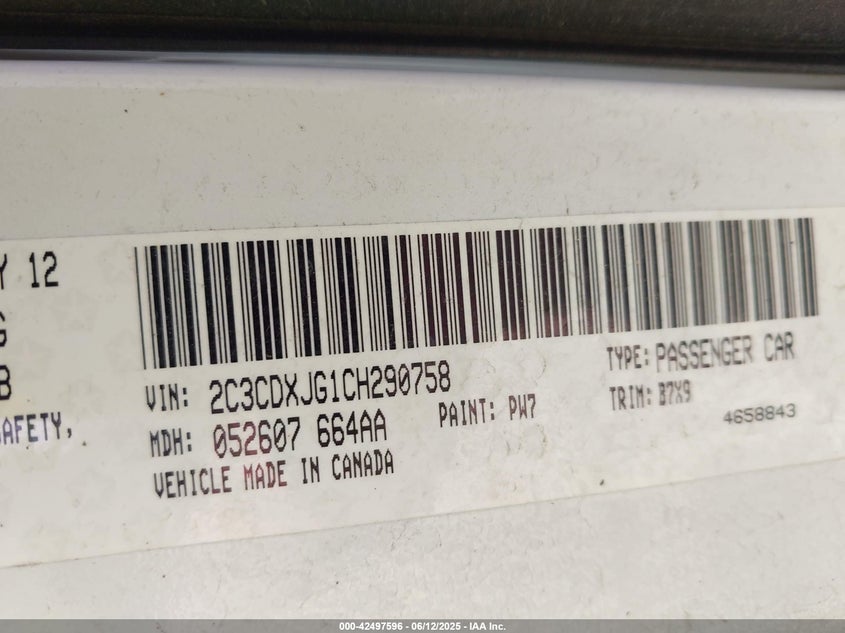 Y 12
G
B
SAFETY,
VIN: 2C3CDXJG1CH290758
TYPE: PASSENGER CAR
MDH: 052607 664AA
PAINT: PW7
TRIM: B7X9
4658843
VEHICLE MADE IN CANADA
000-42497596 - 06/12/2025 - IAA Inc.